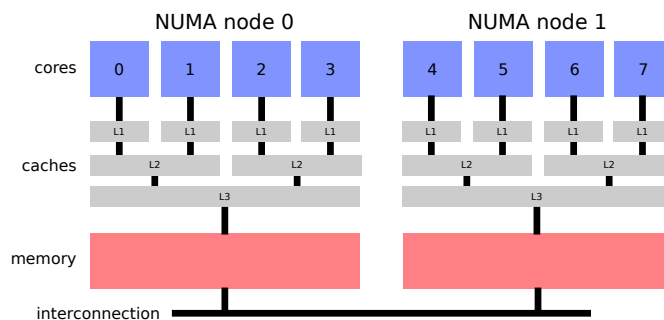 NUMA node 0 NUMA node 1
cores 0 1 2 3 4 5 6 7
L1 L1 L1 L1 L1 L1 L1 L1
caches L2 L2 L2 L2
L3 L3
memory
interconnection